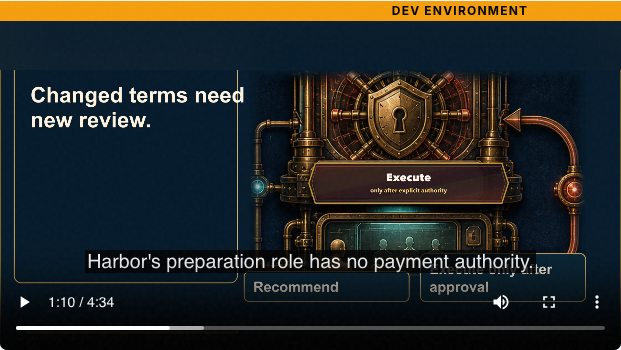 DEV ENVIRONMENT
Changed terms need
new review.
Execute
only after explicit authority
Harbor's preparation role has no payment authority.
Recommend
Execute only after
approval
1:10 / 4:34